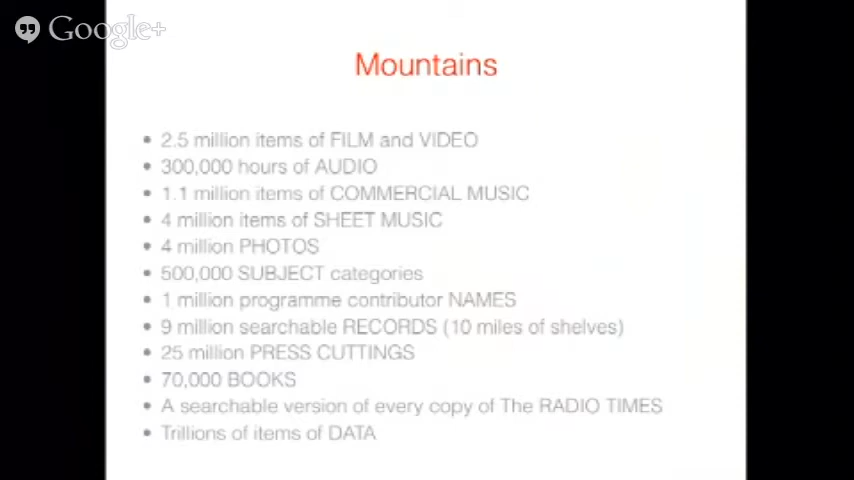 Google+
Mountains
• 2.5 million items of FILM and VIDEO
• 300,000 hours of AUDIO
• 1.1 million items of COMMERCIAL MUSIC
• 4 million items of SHEET MUSIC
• 4 million PHOTOS
• 500,000 SUBJECT categories
• 1 million programme contributor NAMES
• 9 million searchable RECORDS (10 miles of shelves)
• 25 million PRESS CUTTINGS
• 70,000 BOOKS
• A searchable version of every copy of The RADIO TIMES
• Trillions of items of DATA